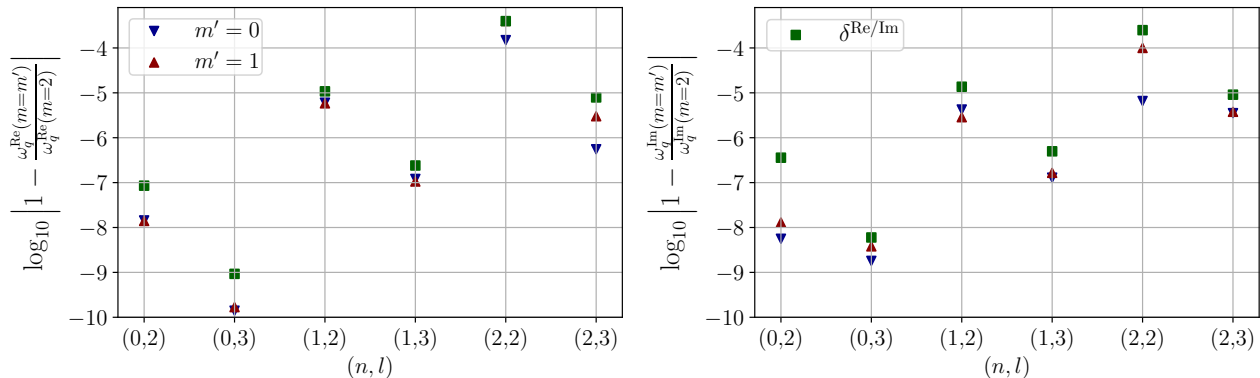 log₁₀ |1 − ω_q^Re(m=m′) / ω_q^Re(m=2)|
−4
−5
−6
−7
−8
−9
−10
m′ = 0
m′ = 1
(0,2) (0,3) (1,2) (1,3) (2,2) (2,3)
(n, l)
log₁₀ |1 − ω_q^Im(m=m′) / ω_q^Im(m=2)|
−4
−5
−6
−7
−8
−9
−10
δ^Re/Im
(0,2) (0,3) (1,2) (1,3) (2,2) (2,3)
(n, l)